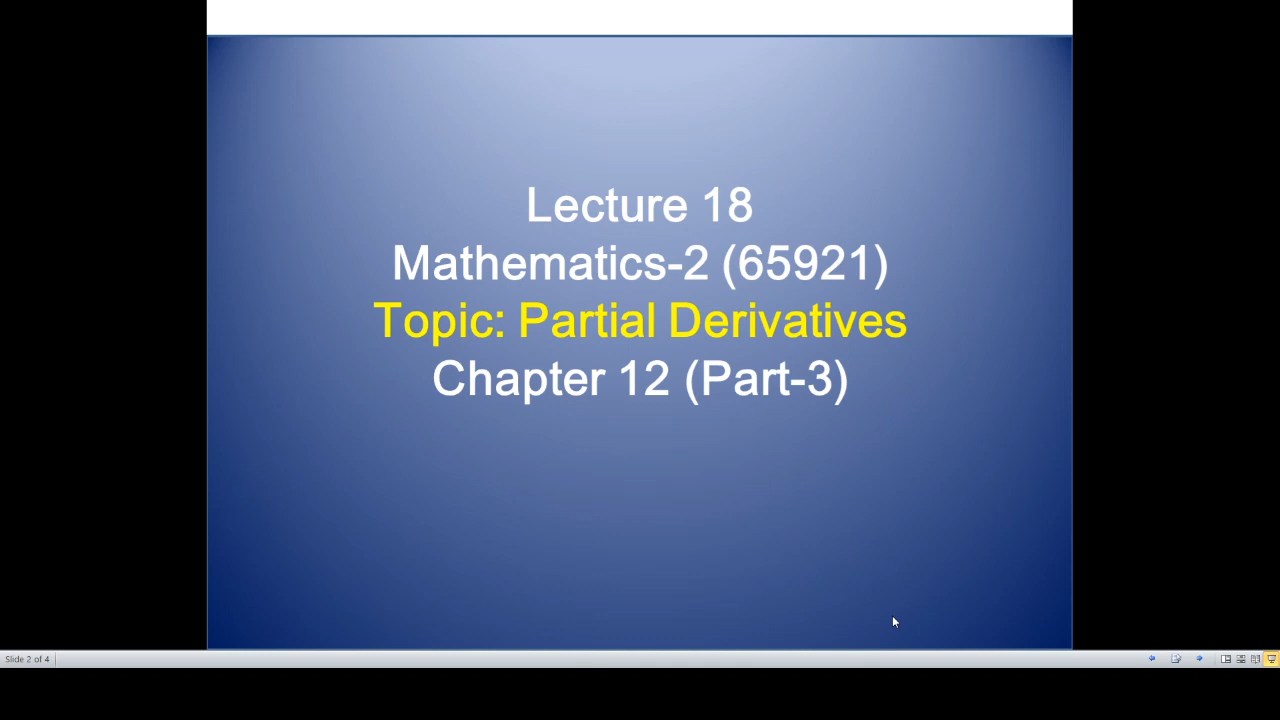 Lecture 18
Mathematics-2 (65921)
Topic: Partial Derivatives
Chapter 12 (Part-3)
Slide 2 of 4